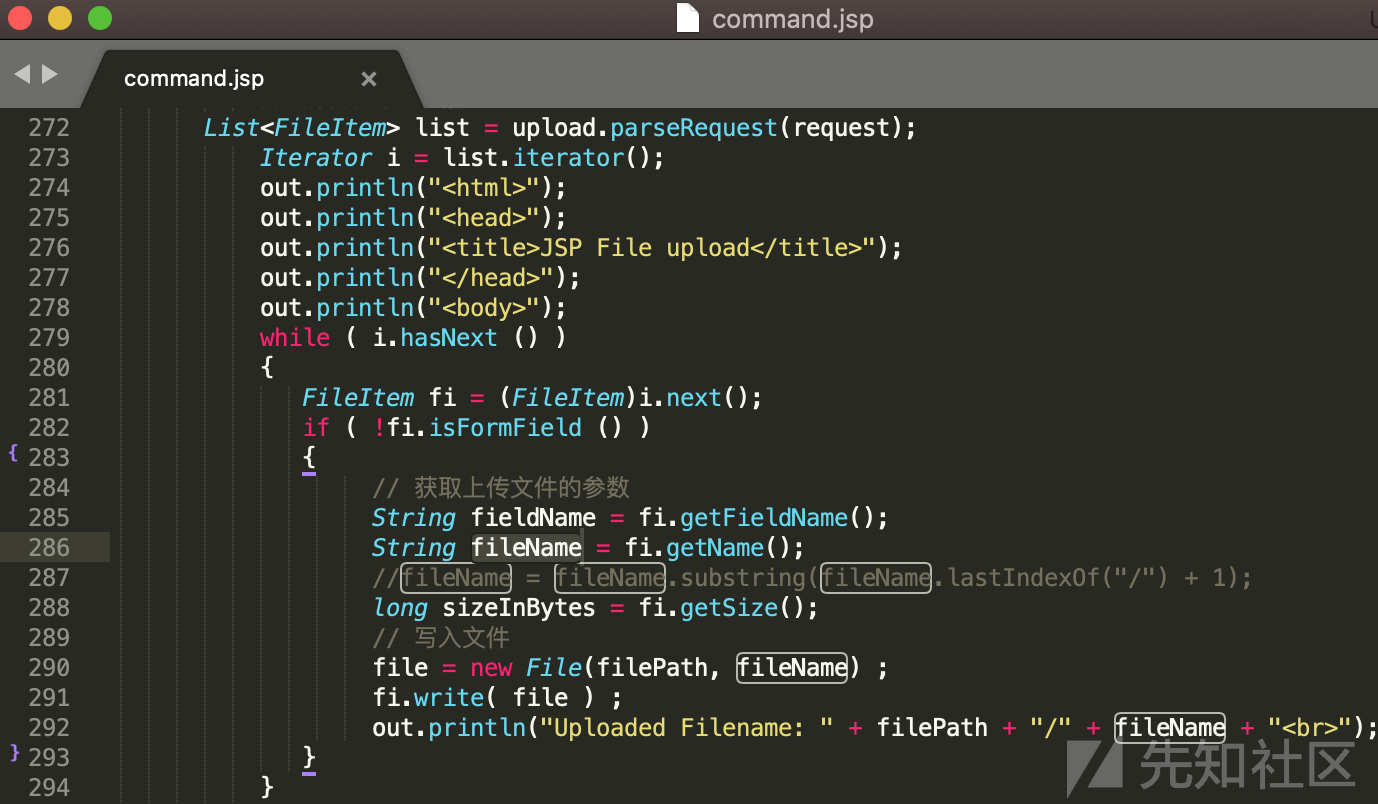 command.jsp
command.jsp
272 List<FileItem> list = upload.parseRequest(request);
273 Iterator i = list.iterator();
274 out.println("<html>");
275 out.println("<head>");
276 out.println("<title>JSP File upload</title>");
277 out.println("</head>");
278 out.println("<body>");
279 while ( i.hasNext () )
280 {
281 FileItem fi = (FileItem)i.next();
282 if ( !fi.isFormField () )
283 {
284 // 获取上传文件的参数
285 String fieldName = fi.getFieldName();
286 String fileName = fi.getName();
287 //fileName = fileName.substring(fileName.lastIndexOf("/") + 1);
288 long sizeInBytes = fi.getSize();
289 // 写入文件
290 file = new File(filePath, fileName) ;
291 fi.write( file ) ;
292 out.println("Uploaded Filename: " + filePath + "/" + fileName + "<br>");
293 }
294 }
先知社区